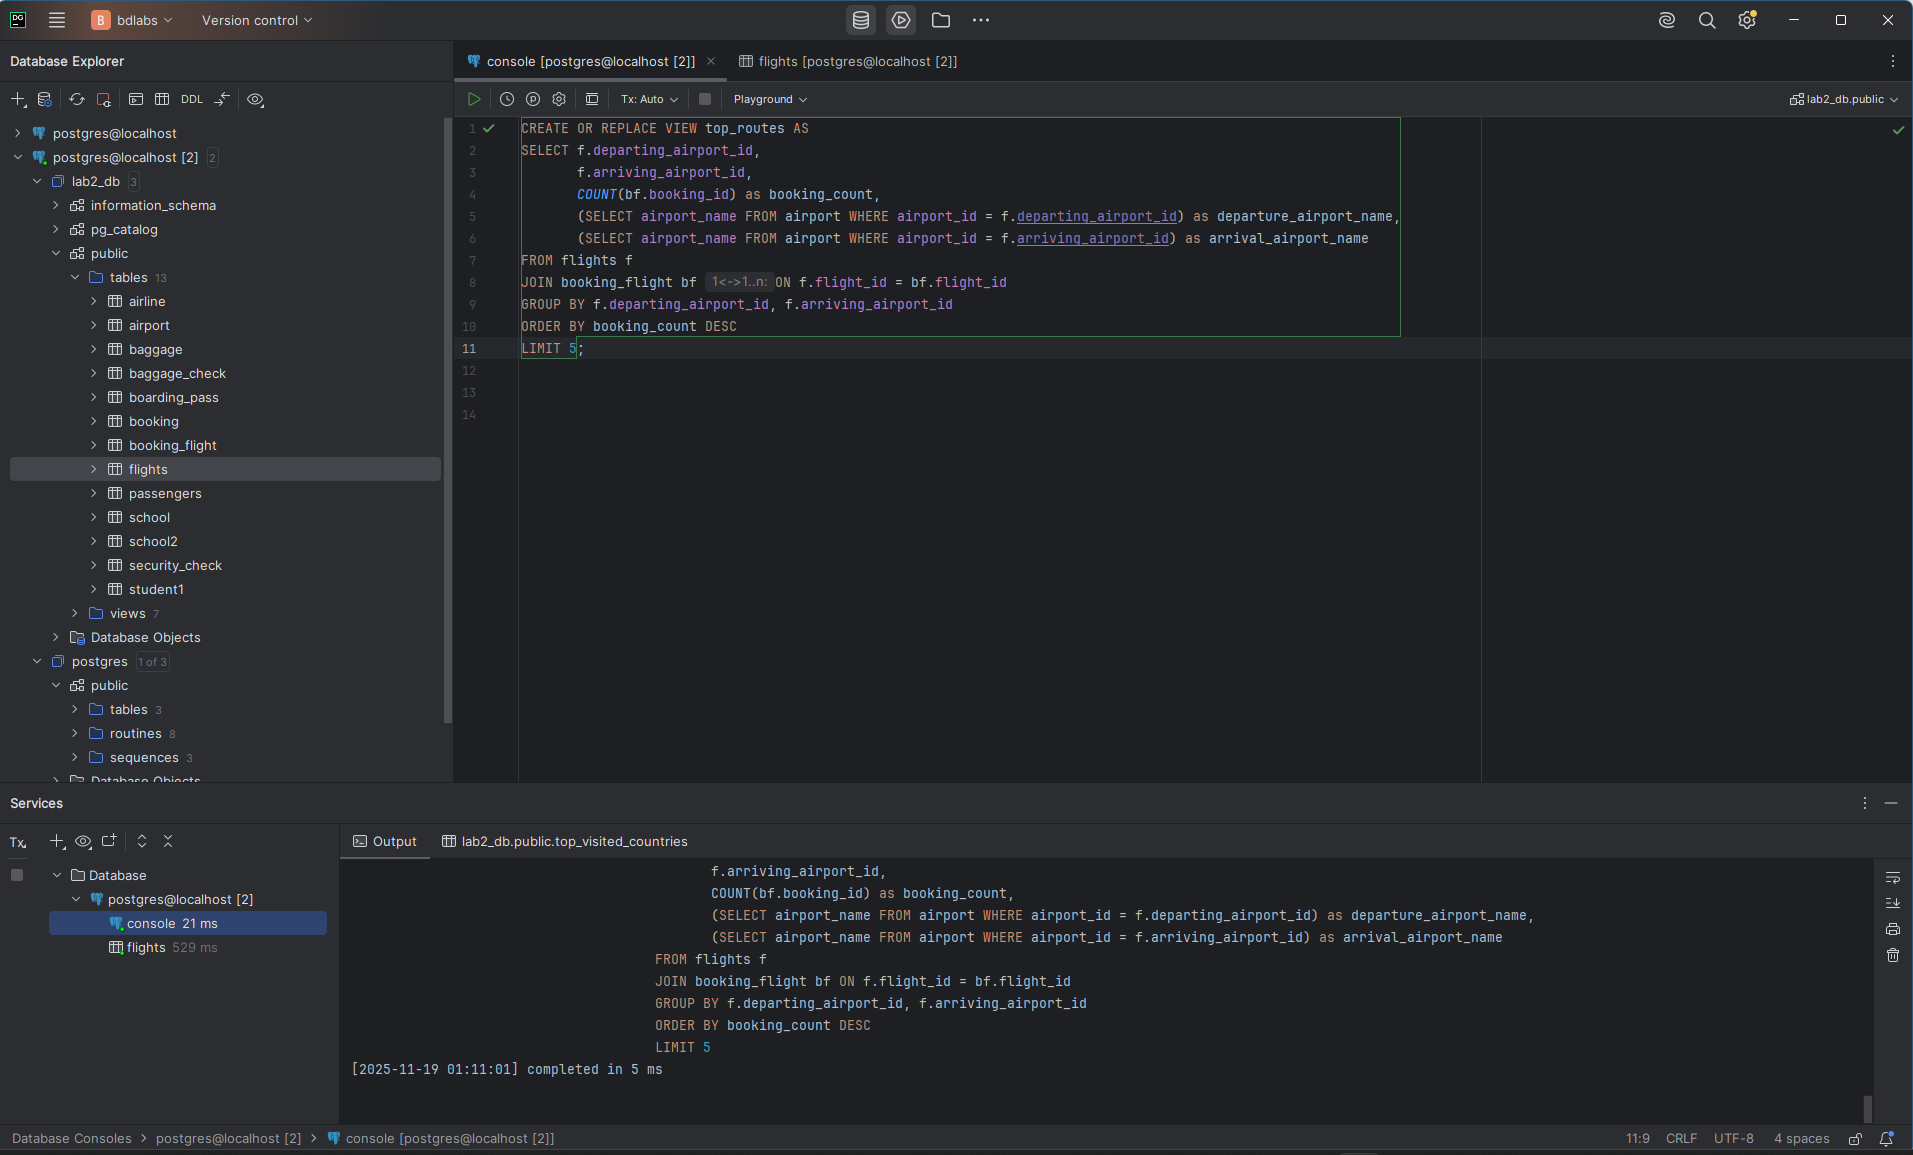 DG
B bdlabs
Version control
Database Explorer
DDL
postgres@localhost
postgres@localhost [2] 2
lab2_db 3
information_schema
pg_catalog
public
tables 13
airline
airport
baggage
baggage_check
boarding_pass
booking
booking_flight
flights
passengers
school
school2
security_check
student1
views 7
Database Objects
postgres 1 of 3
public
tables 3
routines 8
sequences 3
Database Objects
console [postgres@localhost [2]]
flights [postgres@localhost [2]]
Tx: Auto
Playground
lab2_db.public
1 CREATE OR REPLACE VIEW top_routes AS
2 SELECT f.departing_airport_id,
3 f.arriving_airport_id,
4 COUNT(bf.booking_id) as booking_count,
5 (SELECT airport_name FROM airport WHERE airport_id = f.departing_airport_id) as departure_airport_name,
6 (SELECT airport_name FROM airport WHERE airport_id = f.arriving_airport_id) as arrival_airport_name
7 FROM flights f
8 JOIN booking_flight bf 1<->1..n: ON f.flight_id = bf.flight_id
9 GROUP BY f.departing_airport_id, f.arriving_airport_id
10 ORDER BY booking_count DESC
11 LIMIT 5;
12
13
14
Services
Tx
Database
postgres@localhost [2]
console 21 ms
flights 529 ms
Output
lab2_db.public.top_visited_countries
f.arriving_airport_id,
COUNT(bf.booking_id) as booking_count,
(SELECT airport_name FROM airport WHERE airport_id = f.departing_airport_id) as departure_airport_name,
(SELECT airport_name FROM airport WHERE airport_id = f.arriving_airport_id) as arrival_airport_name
FROM flights f
JOIN booking_flight bf ON f.flight_id = bf.flight_id
GROUP BY f.departing_airport_id, f.arriving_airport_id
ORDER BY booking_count DESC
LIMIT 5
[2025-11-19 01:11:01] completed in 5 ms
Database Consoles > postgres@localhost [2] > console [postgres@localhost [2]]
11:9 CRLF UTF-8 4 spaces